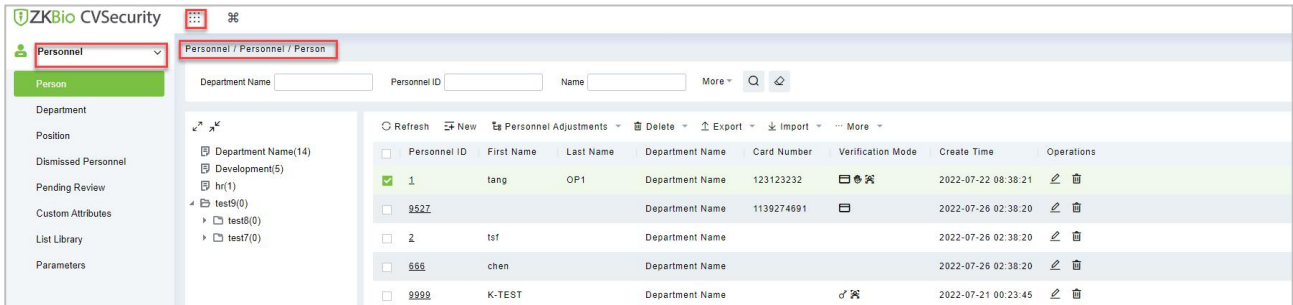 ZKBio CVSecurity
Personnel
Person
Department
Position
Dismissed Personnel
Pending Review
Custom Attributes
List Library
Parameters
Personnel / Personnel / Person
Department Name Personnel ID Name More
Department Name(14)
Development(5)
hr(1)
test9(0)
test8(0)
test7(0)
Refresh New Personnel Adjustments Delete Export Import ··· More
Personnel ID First Name Last Name Department Name Card Number Verification Mode Create Time Operations
1 tang OP1 Department Name 123123232 2022-07-22 08:38:21
9527 Department Name 1139274691 2022-07-26 02:38:20
2 tsf Department Name 2022-07-26 02:38:20
666 chen Department Name 2022-07-26 02:38:20
9999 K-TEST Department Name 2022-07-21 00:23:45